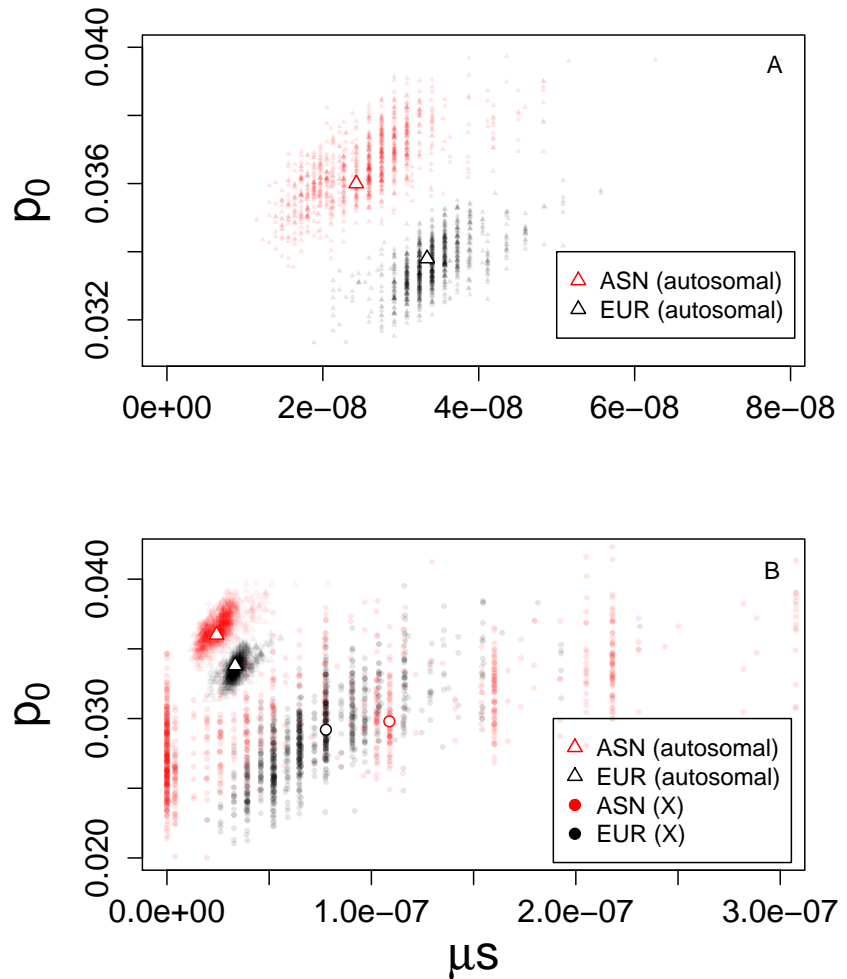 A
0.040
0.036
0.032
p0
ASN (autosomal)
EUR (autosomal)
0e+00 2e−08 4e−08 6e−08 8e−08
B
0.040
0.030
0.020
p0
ASN (autosomal)
EUR (autosomal)
ASN (X)
EUR (X)
0.0e+00 1.0e−07 2.0e−07 3.0e−07
μs